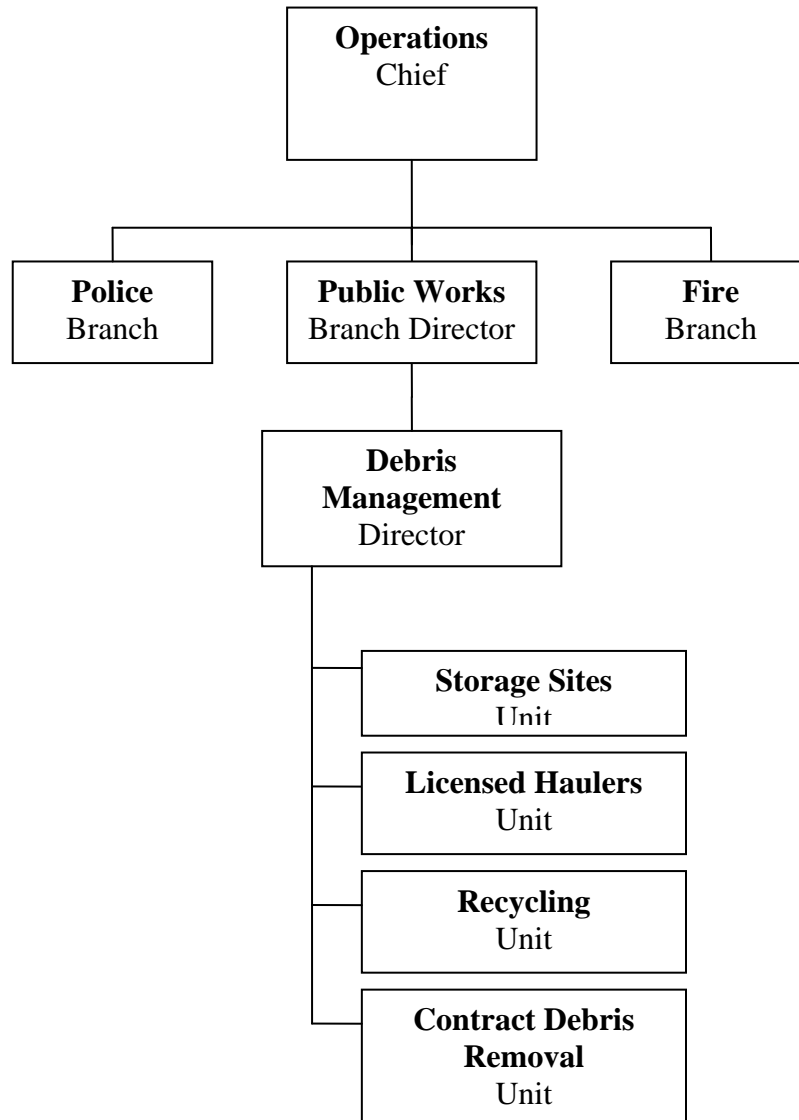 Operations
Chief
Police
Branch
Public Works
Branch Director
Fire
Branch
Debris
Management
Director
Storage Sites
Unit
Licensed Haulers
Unit
Recycling
Unit
Contract Debris
Removal
Unit